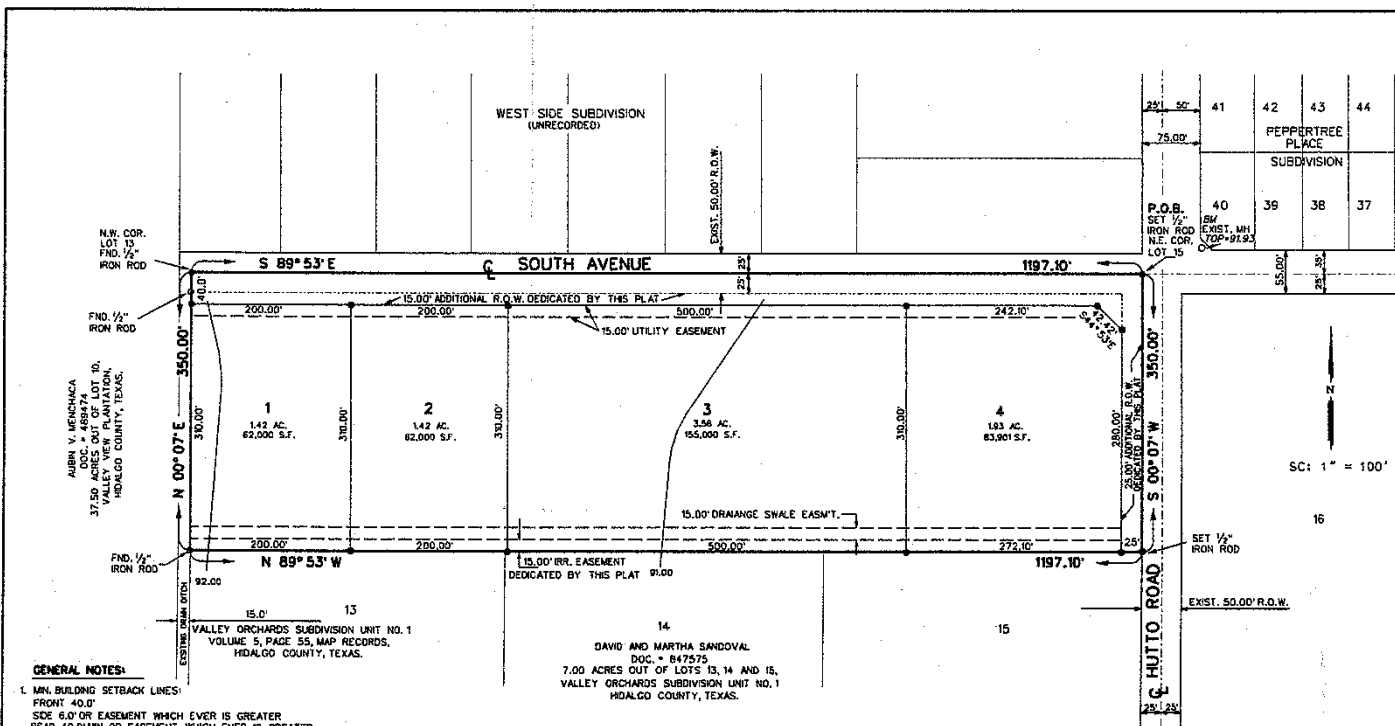 WEST SIDE SUBDIVISION
(UNRECORDED)
EXIST. 50.00' R.O.W.
25' 50'
75.00'
41 42 43 44
PEPPERTREE
PLACE
SUBDIVISION
40 39 38 37
P.O.B.
SET 1/2"
IRON ROD
N.E. COR.
LOT 15
BM
EXIST. MH
TOP=91.93
N.W. COR.
LOT 13
FND. 1/2"
IRON ROD
S 89° 53' E
℄ SOUTH AVENUE
1197.10'
25'
25'
55.00'
35'
25'
40.0'
FND. 1/2"
IRON ROD
15.00' ADDITIONAL R.O.W. DEDICATED BY THIS PLAT
200.00' 200.00' 500.00' 242.10'
15.00' UTILITY EASEMENT
42.42'
S44°53'E
AUBIN V. MENCHACA
DOC. * 489474
37.50 ACRES OUT OF LOT 10,
VALLEY VIEW PLANTATION,
HIDALGO COUNTY, TEXAS.
N 00° 07' E 350.00'
310.00'
1
1.42 AC.
62,000 S.F.
310.00'
2
1.42 AC.
62,000 S.F.
310.00'
3
3.56 AC.
155,000 S.F.
310.00'
4
1.93 AC.
83,901 S.F.
280.00'
25.00' ADDITIONAL R.O.W.
DEDICATED BY THIS PLAT
S 00° 07' W 350.00'
N
SC: 1" = 100'
16
15.00' DRAIANGE SWALE EASM'T.
200.00' 200.00' 500.00' 272.10' 25'
FND. 1/2"
IRON ROD
N 89° 53' W
15.00' IRR. EASEMENT
DEDICATED BY THIS PLAT
1197.10'
SET 1/2"
IRON ROD
92.00
91.00
EXIST. 50.00' R.O.W.
15.0'
13
VALLEY ORCHARDS SUBDIVISION UNIT NO. 1
VOLUME 5, PAGE 55, MAP RECORDS,
HIDALGO COUNTY, TEXAS.
DRAIN DITCH
14
DAVID AND MARTHA SANDOVAL
DOC. * 847575
7.00 ACRES OUT OF LOTS 13, 14 AND 15,
VALLEY ORCHARDS SUBDIVISION UNIT NO. 1
HIDALGO COUNTY, TEXAS.
15
℄ HUTTO ROAD
25' 25'
GENERAL NOTES:
1. MIN. BUILDING SETBACK LINES:
FRONT 40.0'
SIDE 6.0' OR EASEMENT WHICH EVER IS GREATER
OR EASEMENT WHICH EVER IS GREATER